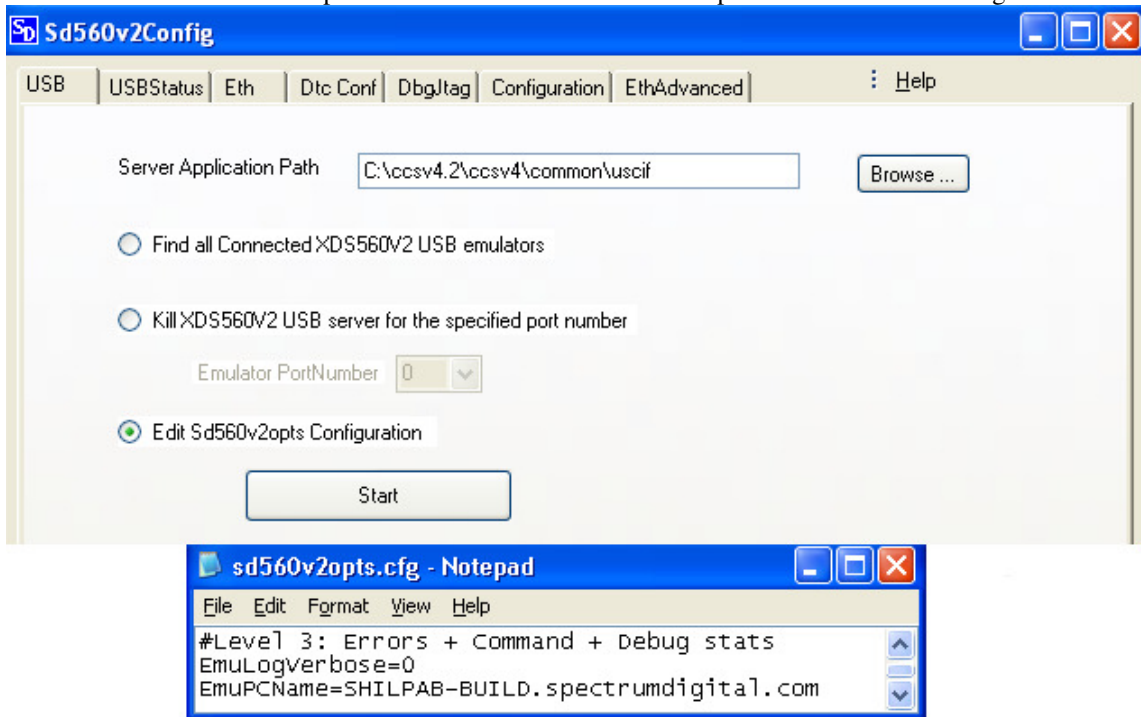 Sd560v2Config
USB USBStatus Eth Dtc Conf DbgJtag Configuration EthAdvanced Help
Server Application Path C:\ccsv4.2\ccsv4\common\uscif Browse ...
Find all Connected XDS560V2 USB emulators
Kill XDS560V2 USB server for the specified port number
Emulator PortNumber 0
Edit Sd560v2opts Configuration
Start
sd560v2opts.cfg - Notepad
File Edit Format View Help
#Level 3: Errors + Command + Debug stats
EmuLogVerbose=0
EmuPCName=SHILPAB-BUILD.spectrumdigital.com